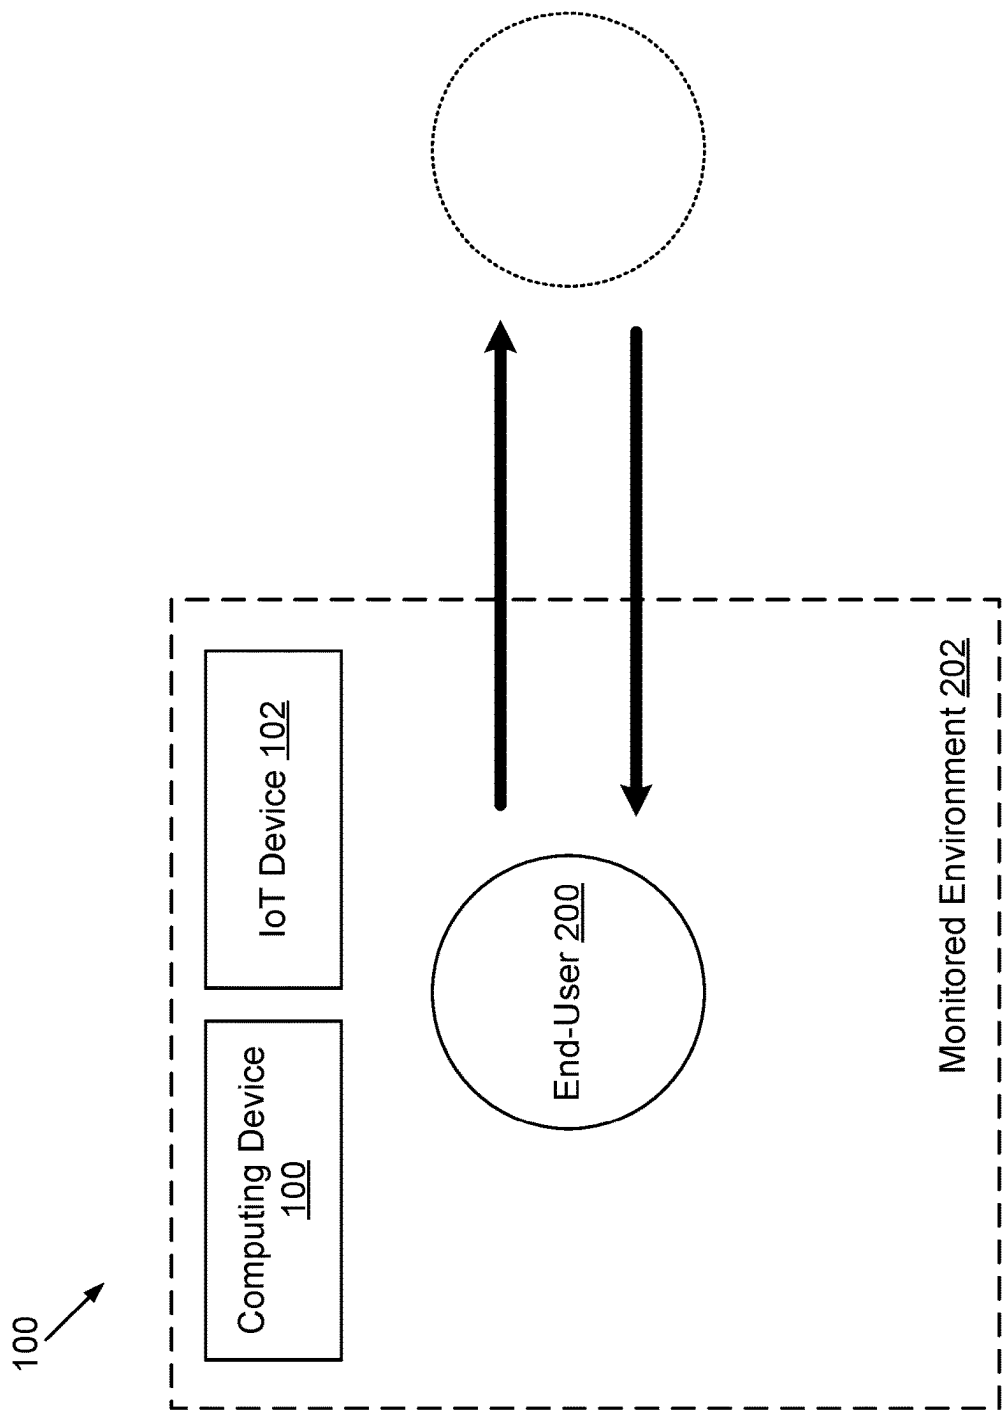 100
Computing Device
100
IoT Device 102
End-User 200
Monitored Environment 202